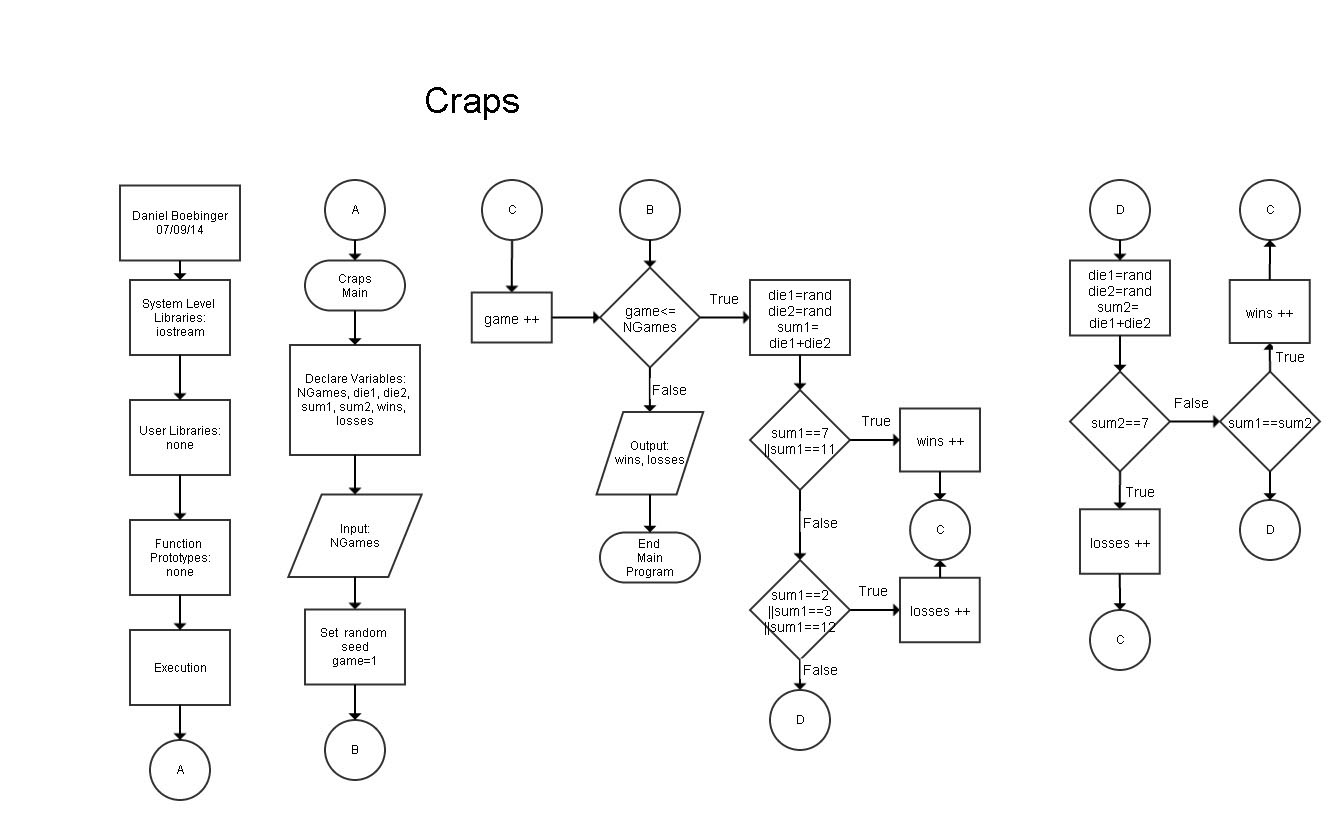 Craps
Daniel Boebinger
07/09/14
System Level
Libraries:
iostream
User Libraries:
none
Function
Prototypes:
none
Execution
A
A
Craps
Main
Declare Variables:
NGames, die1, die2,
sum1, sum2, wins,
losses
Input:
NGames
Set random
seed
game=1
B
C
game ++
B
game<=
NGames
True
False
Output:
wins, losses
End
Main
Program
die1=rand
die2=rand
sum1=
die1+die2
sum1==7
||sum1==11
True
wins ++
C
False
sum1==2
||sum1==3
||sum1==12
True
losses ++
False
D
D
die1=rand
die2=rand
sum2=
die1+die2
sum2==7
False
True
losses ++
C
C
wins ++
True
sum1==sum2
D